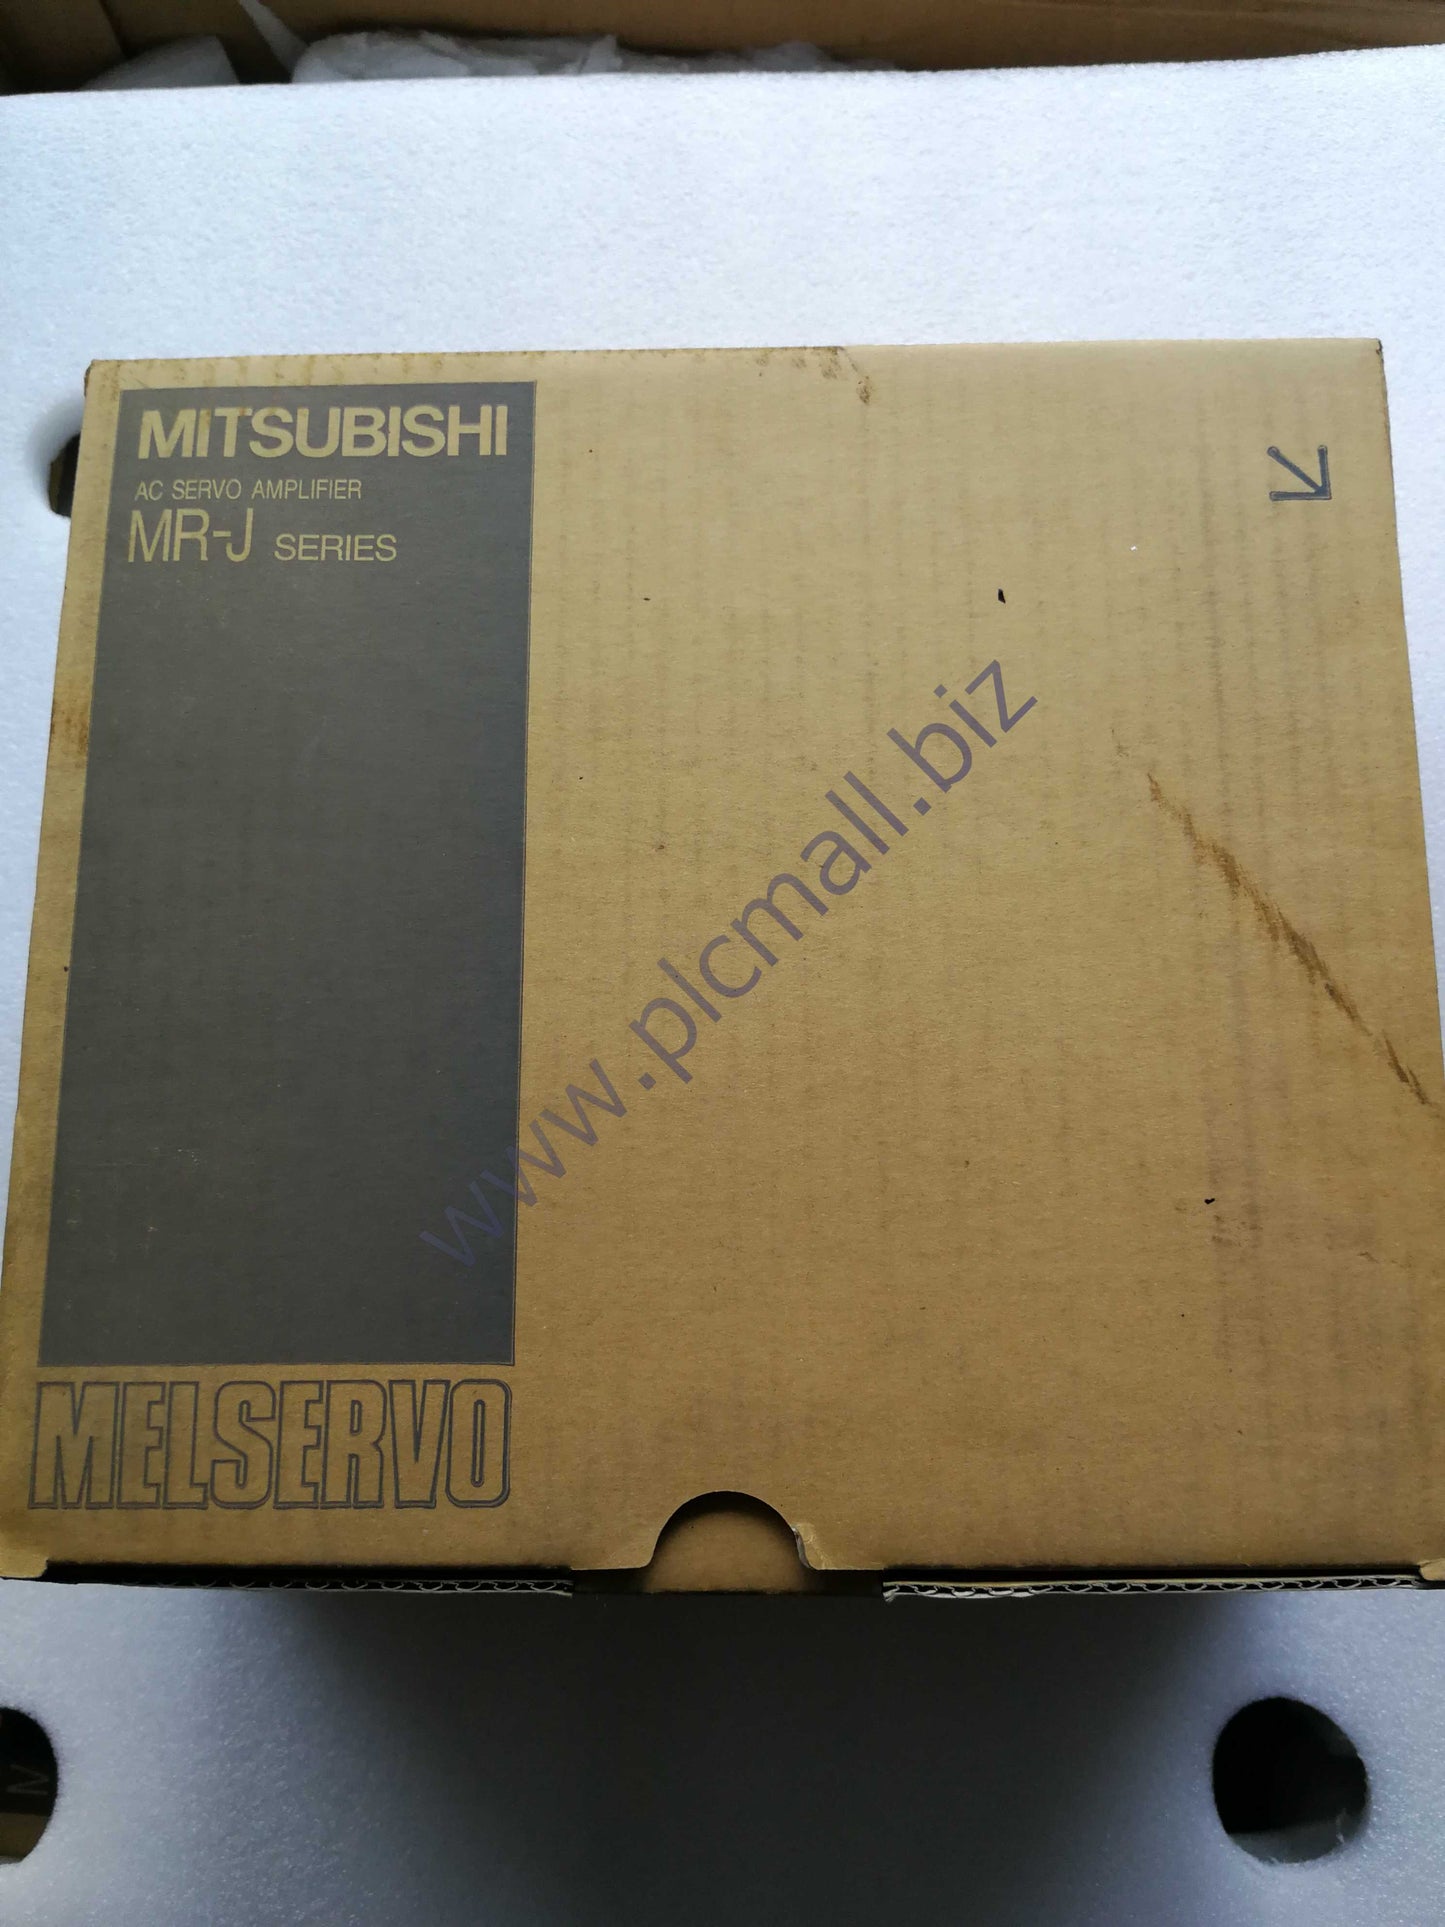 MITSUBISHI
AC SERVO AMPLIFIER
MR-J SERIES
www.plcmall.biz
MELSERVO
N